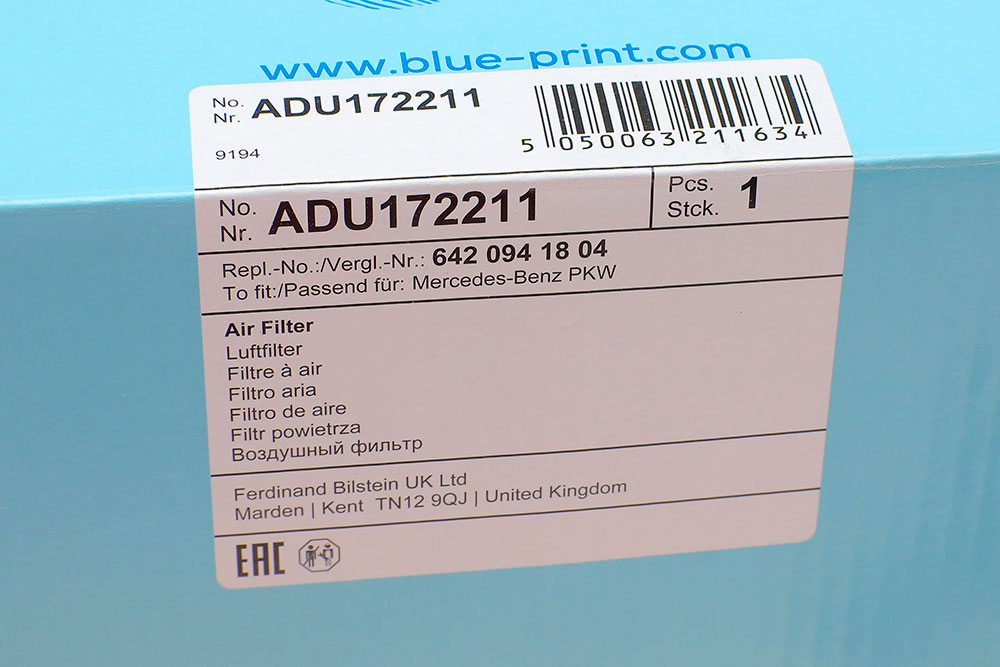 www.blue-print.com
No.
Nr. ADU172211
9194
5 050063 211634
No.
Nr. ADU172211
Pcs.
Stck. 1
Repl.-No.:/Vergl.-Nr.: 642 094 18 04
To fit:/Passend für: Mercedes-Benz PKW
Air Filter
Luftfilter
Filtre à air
Filtro aria
Filtro de aire
Filtr powietrza
Воздушный фильтр
Ferdinand Bilstein UK Ltd
Marden | Kent TN12 9QJ | United Kingdom
EAC